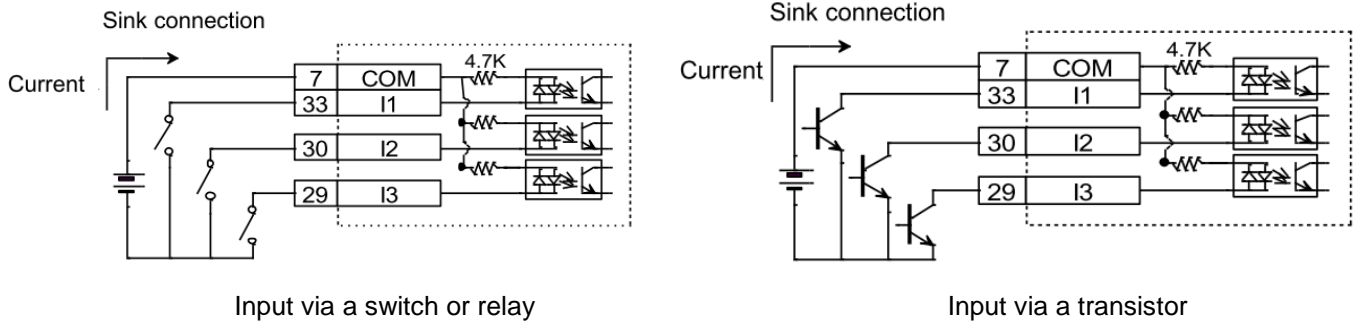 Sink connection
Current
4.7K
7 COM
33 I1
30 I2
29 I3
Input via a switch or relay
Sink connection
Current
4.7K
7 COM
33 I1
30 I2
29 I3
Input via a transistor